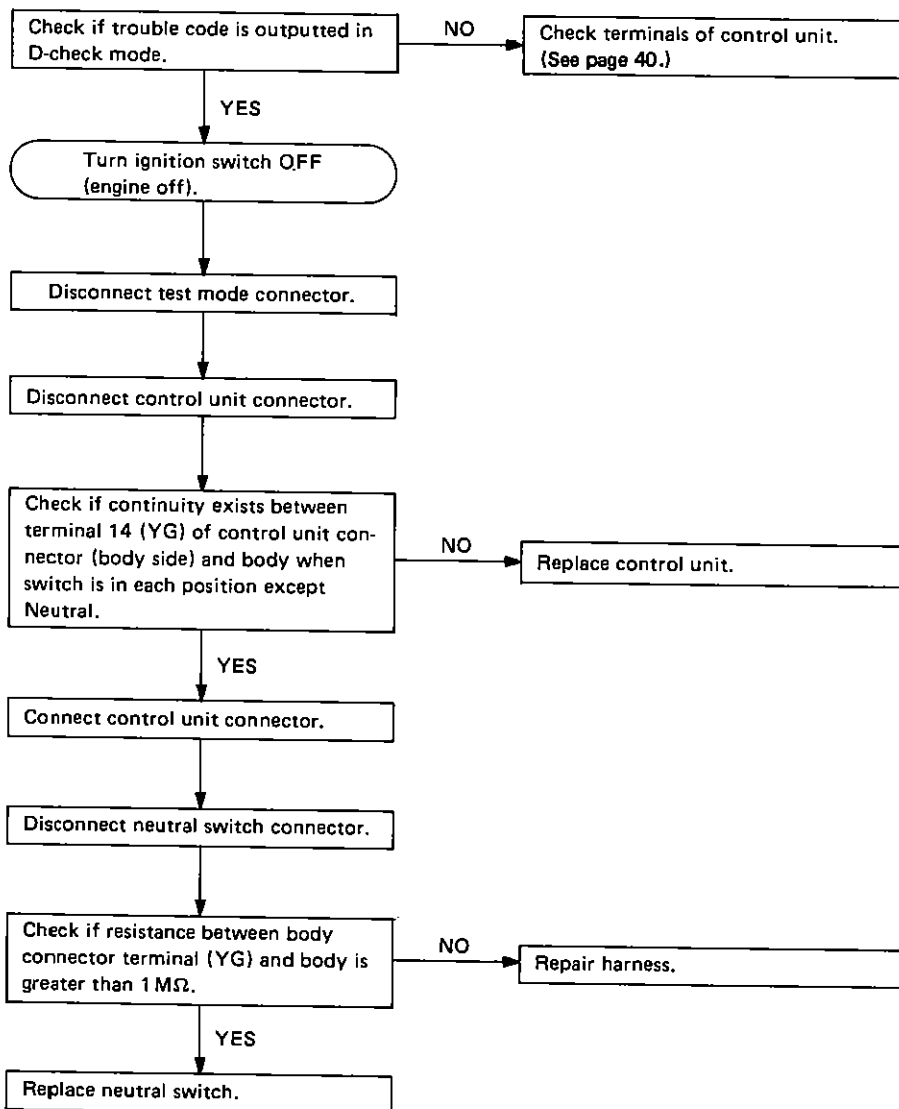 Check if trouble code is outputted in
D-check mode.
NO
Check terminals of control unit.
(See page 40.)
YES
Turn ignition switch OFF
(engine off).
Disconnect test mode connector.
Disconnect control unit connector.
Check if continuity exists between
terminal 14 (YG) of control unit con-
nector (body side) and body when
switch is in each position except
Neutral.
NO
Replace control unit.
YES
Connect control unit connector.
Disconnect neutral switch connector.
Check if resistance between body
connector terminal (YG) and body is
greater than 1 MΩ.
NO
Repair harness.
YES
Replace neutral switch.